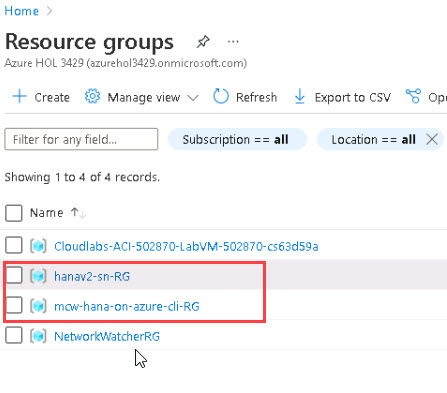 Home >
Resource groups ...
Azure HOL 3429 (azurehol3429.onmicrosoft.com)
+ Create Manage view Refresh Export to CSV Op
Filter for any field... Subscription == all Location == all
Showing 1 to 4 of 4 records.
Name
Cloudlabs-ACI-502870-LabVM-502870-cs63d59a
hanav2-sn-RG
mcw-hana-on-azure-cli-RG
NetworkWatcherRG